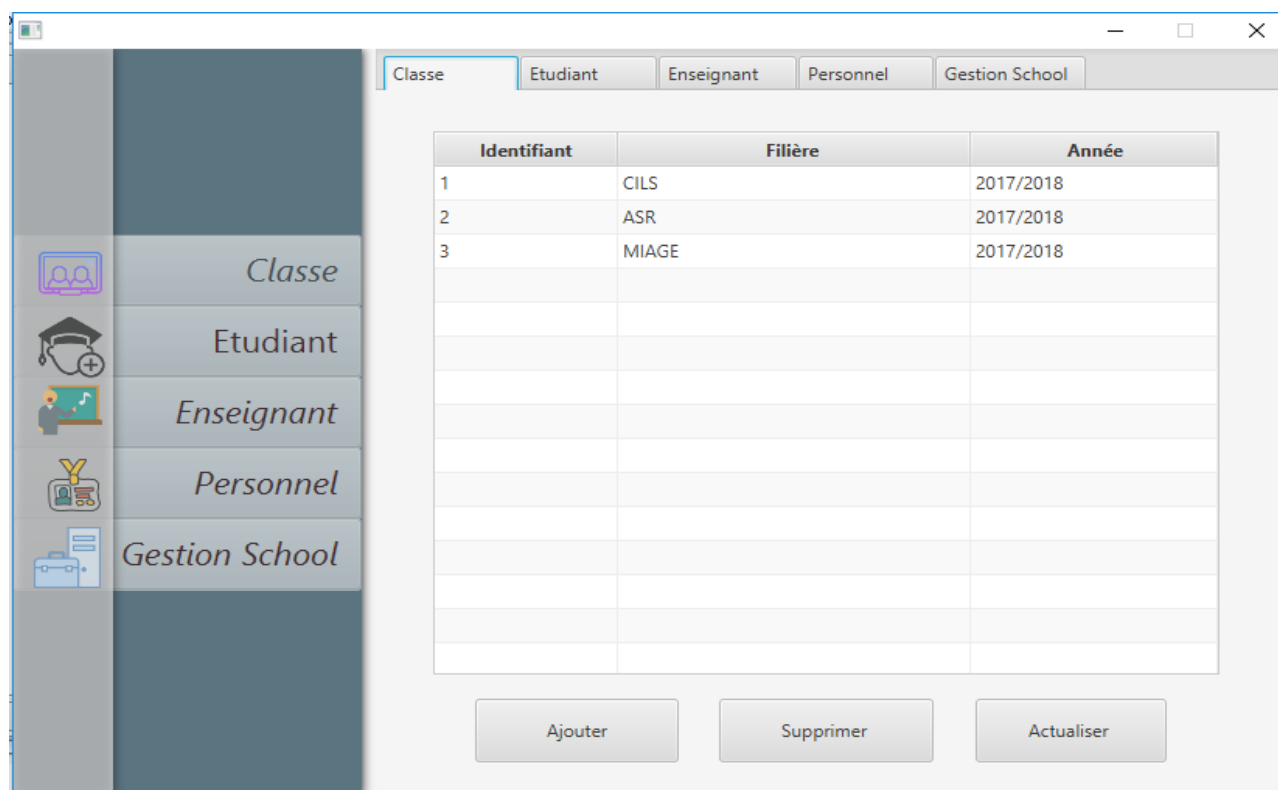 Classe Etudiant Enseignant Personnel Gestion School
Identifiant Filière Année
1 CILS 2017/2018
2 ASR 2017/2018
3 MIAGE 2017/2018
Classe
Etudiant
Enseignant
Personnel
Gestion School
Ajouter Supprimer Actualiser